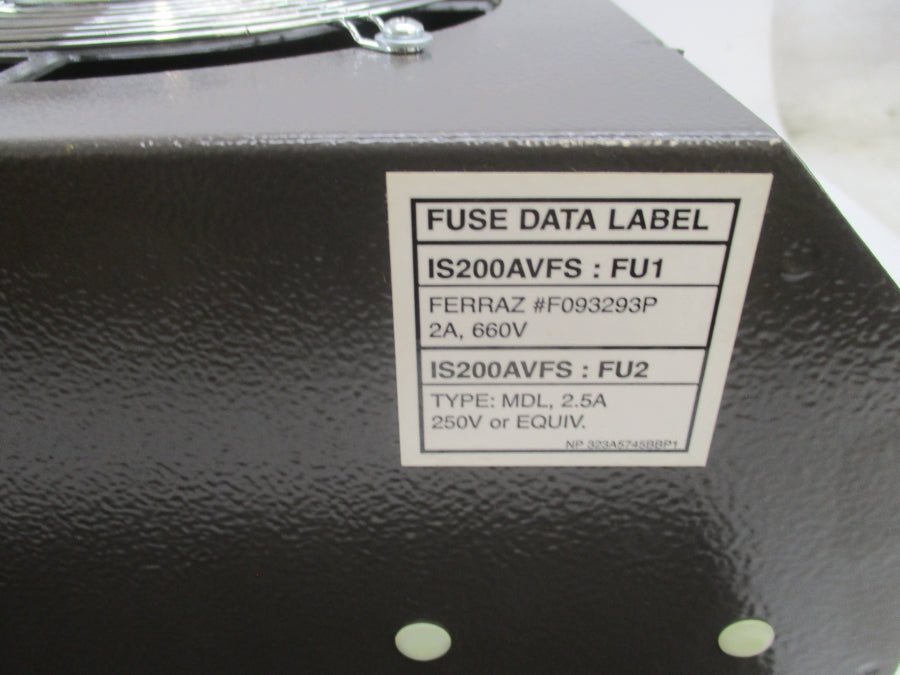 FUSE DATA LABEL
IS200AVFS : FU1
FERRAZ #F093293P
2A, 660V
IS200AVFS : FU2
TYPE: MDL, 2.5A
250V or EQUIV.
NP 323A5745BBP1